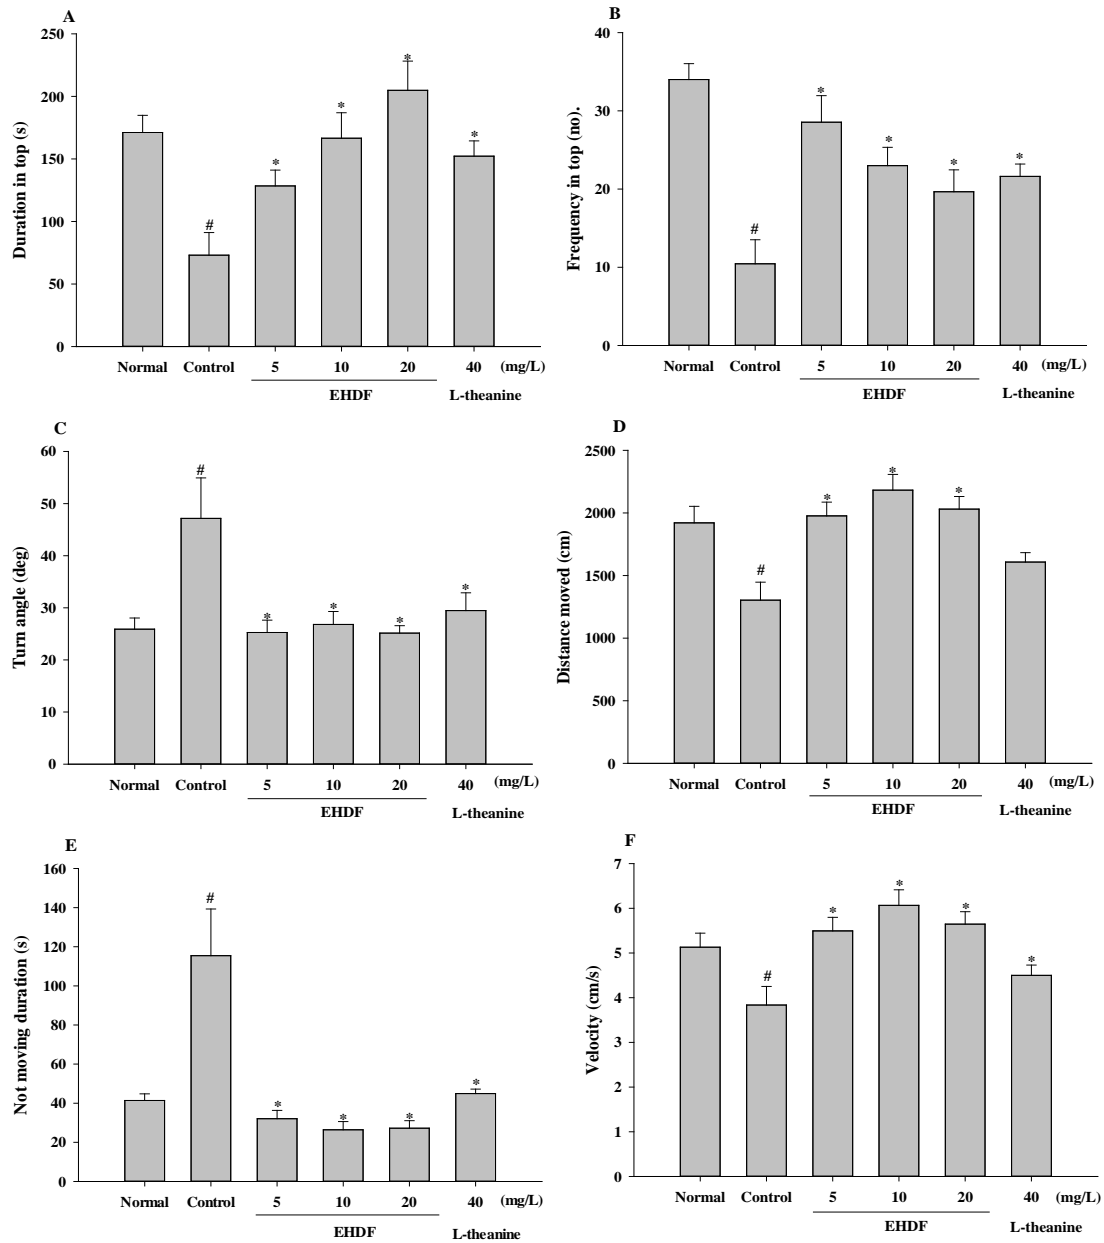 A
Duration in top (s)
250
200
150
100
50
0
#
*
*
*
*
Normal Control 5 10 20 40 (mg/L)
EHDF L-theanine
B
Frequency in top (no).
40
30
20
10
0
#
*
*
*
*
Normal Control 5 10 20 40 (mg/L)
EHDF L-theanine
C
Turn angle (deg)
60
50
40
30
20
10
0
#
*
*
*
*
Normal Control 5 10 20 40 (mg/L)
EHDF L-theanine
D
Distance moved (cm)
2500
2000
1500
1000
500
0
#
*
*
*
Normal Control 5 10 20 40 (mg/L)
EHDF L-theanine
E
Not moving duration (s)
160
140
120
100
80
60
40
20
0
#
*
*
*
*
Normal Control 5 10 20 40 (mg/L)
EHDF L-theanine
F
Velocity (cm/s)
7
6
5
4
3
2
1
0
#
*
*
*
*
Normal Control 5 10 20 40 (mg/L)
EHDF L-theanine